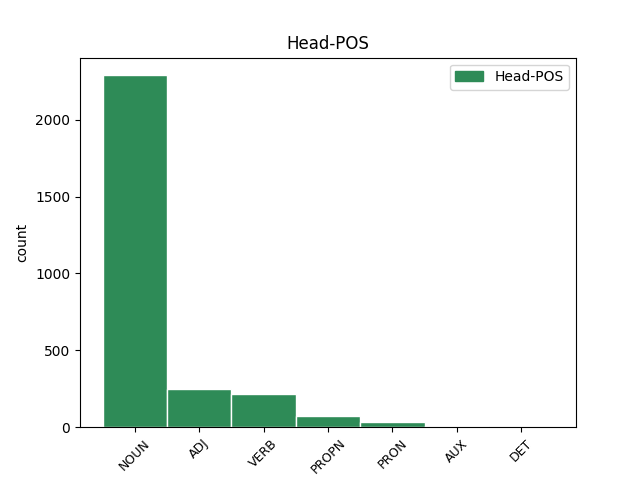 Head-POS
Head-POS
2000
1500
1000
500
0
count
NOUN
ADJ
VERB
PROPN
PRON
AUX
DET